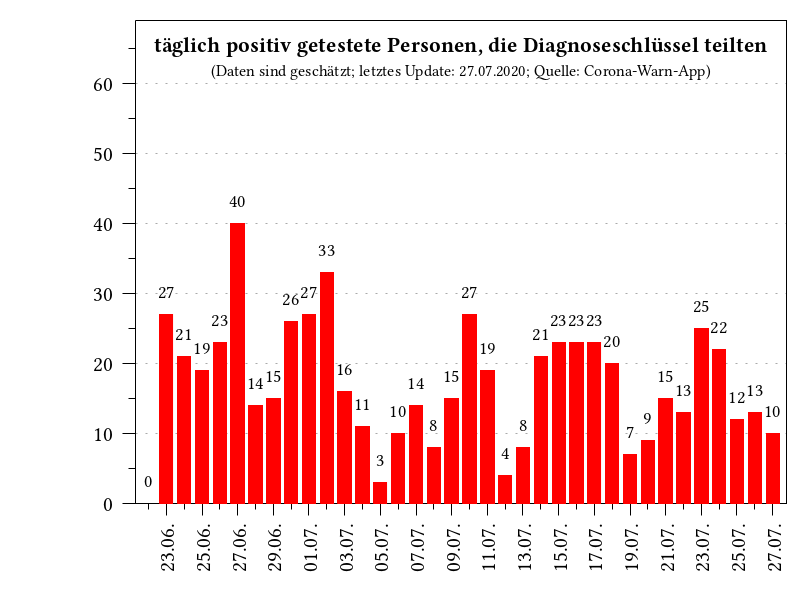 täglich positiv getestete Personen, die Diagnoseschlüssel teilten
(Daten sind geschätzt; letztes Update: 27.07.2020; Quelle: Corona-Warn-App)
60
50
40
30
20
10
0
0 27 21 19 23 40 14 15 26 27 33 16 11 3 10 14 8 15 27 19 4 8 21 23 23 23 20 7 9 15 13 25 22 12 13 10
23.06. 25.06. 27.06. 29.06. 01.07. 03.07. 05.07. 07.07. 09.07. 11.07. 13.07. 15.07. 17.07. 19.07. 21.07. 23.07. 25.07. 27.07.